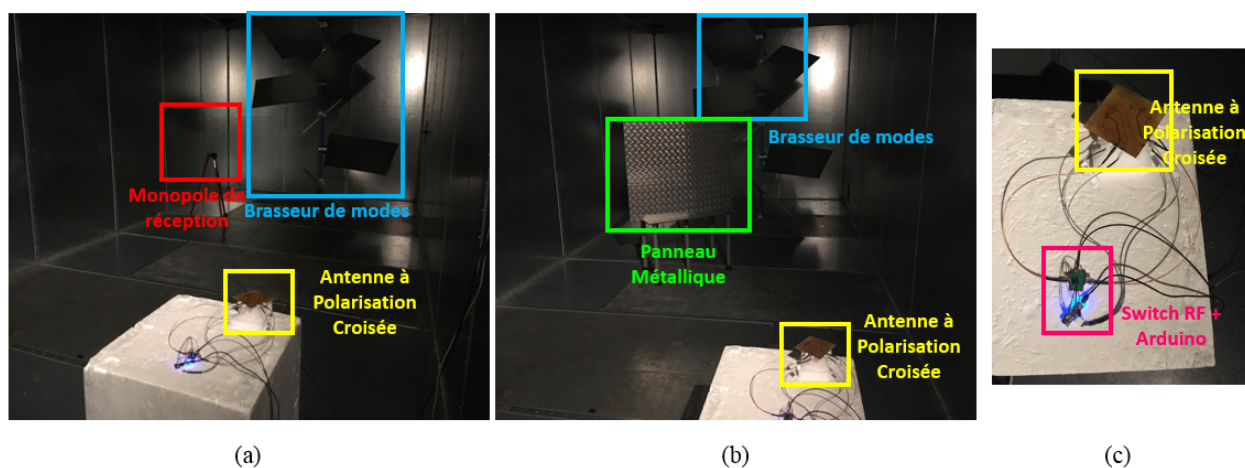 Monopole de
réception
Brasseur de modes
Antenne à
Polarisation
Croisée
(a)
Brasseur de modes
Panneau
Métallique
Antenne à
Polarisation
Croisée
(b)
Antenne à
Polarisation
Croisée
Switch RF +
Arduino
(c)